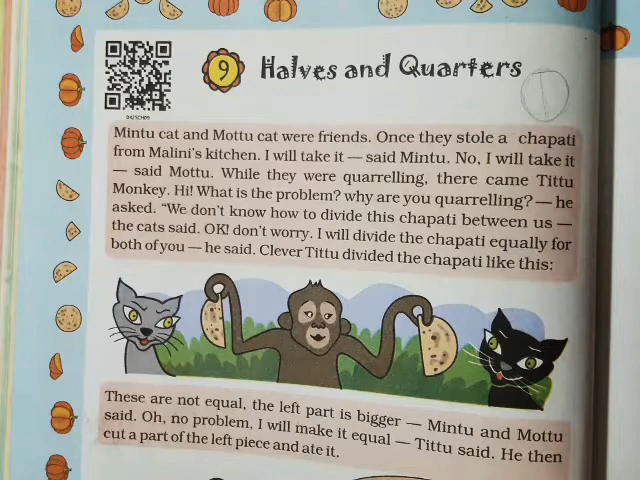 9 Halves and Quarters
04I5CH09
Mintu cat and Mottu cat were friends. Once they stole a chapati
from Malini's kitchen. I will take it — said Mintu. No, I will take it
— said Mottu. While they were quarrelling, there came Tittu
Monkey. Hi! What is the problem? why are you quarrelling? — he
asked. “We don't know how to divide this chapati between us —
the cats said. OK! don't worry. I will divide the chapati equally for
both of you — he said. Clever Tittu divided the chapati like this:
These are not equal, the left part is bigger — Mintu and Mottu
said. Oh, no problem, I will make it equal — Tittu said. He then
cut a part of the left piece and ate it.